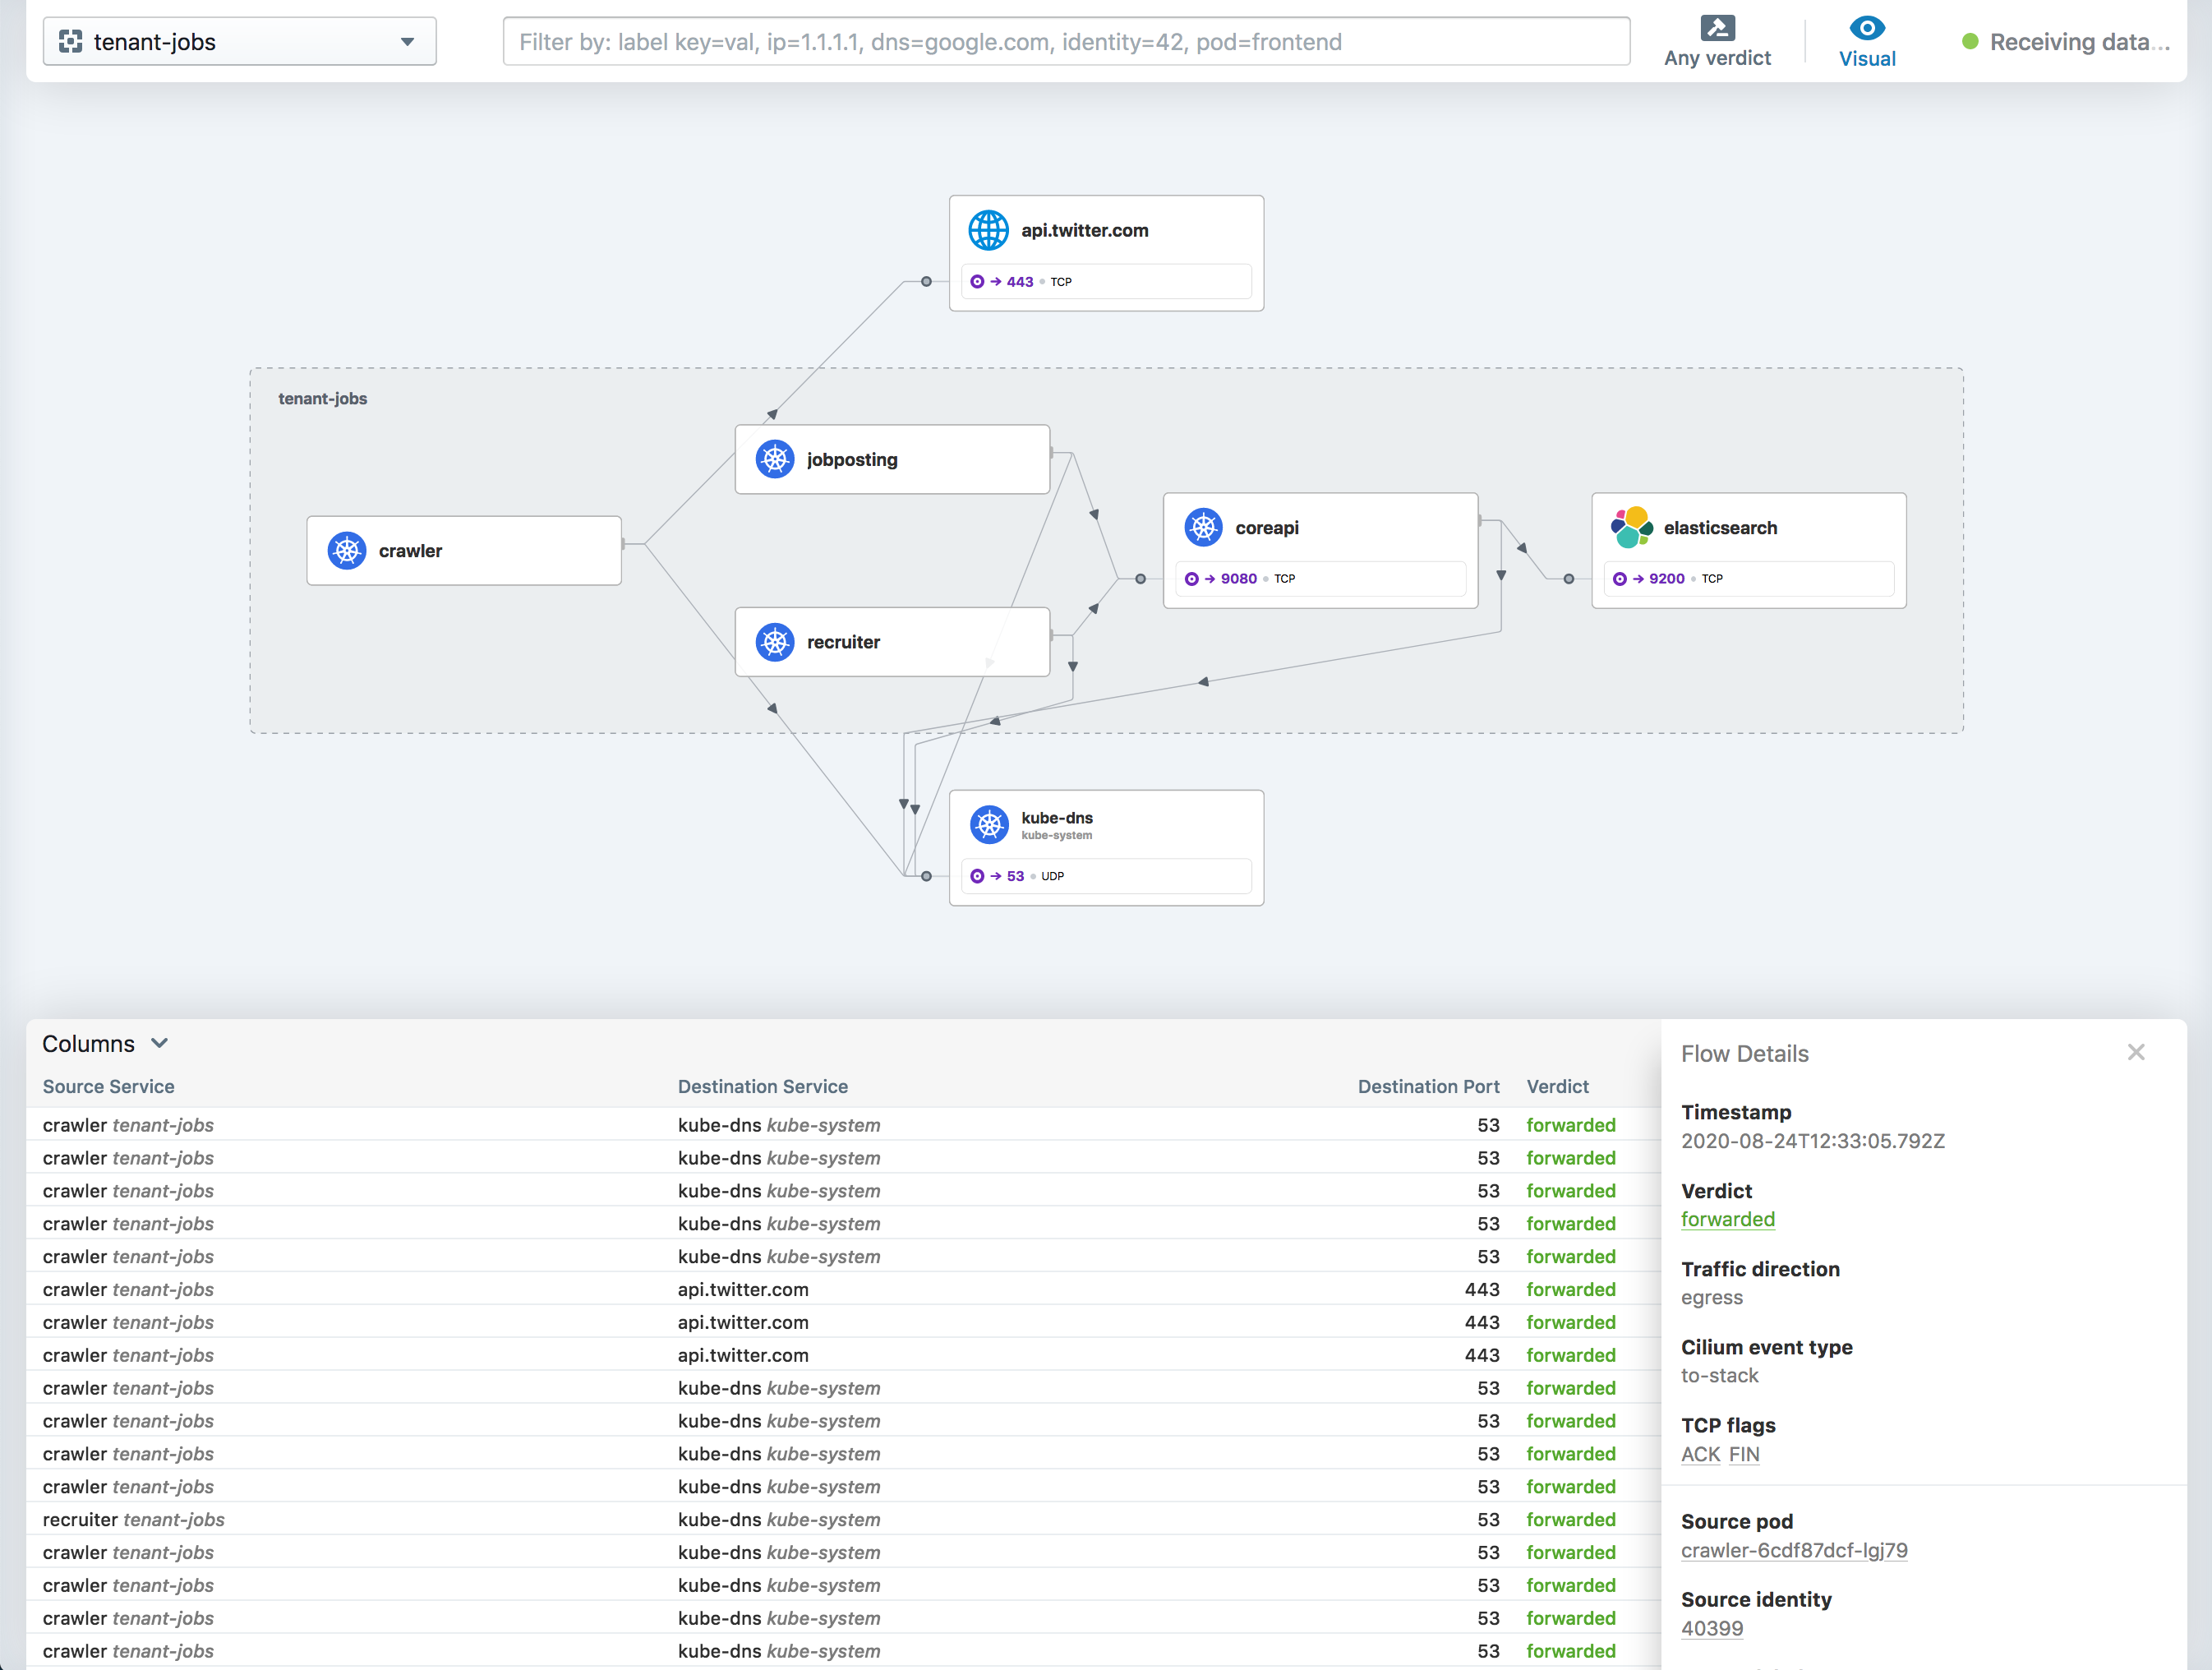 tenant-jobs
Filter by: label key=val, ip=1.1.1.1, dns=google.com, identity=42, pod=frontend
Any verdict
Visual
Receiving data...
api.twitter.com
443 TCP
tenant-jobs
jobposting
crawler
coreapi
9080 TCP
elasticsearch
9200 TCP
recruiter
kube-dns
kube-system
53 UDP
Columns
Source Service Destination Service Destination Port Verdict
crawler tenant-jobs kube-dns kube-system 53 forwarded
crawler tenant-jobs kube-dns kube-system 53 forwarded
crawler tenant-jobs kube-dns kube-system 53 forwarded
crawler tenant-jobs kube-dns kube-system 53 forwarded
crawler tenant-jobs kube-dns kube-system 53 forwarded
crawler tenant-jobs api.twitter.com 443 forwarded
crawler tenant-jobs api.twitter.com 443 forwarded
crawler tenant-jobs api.twitter.com 443 forwarded
crawler tenant-jobs kube-dns kube-system 53 forwarded
crawler tenant-jobs kube-dns kube-system 53 forwarded
crawler tenant-jobs kube-dns kube-system 53 forwarded
crawler tenant-jobs kube-dns kube-system 53 forwarded
recruiter tenant-jobs kube-dns kube-system 53 forwarded
crawler tenant-jobs kube-dns kube-system 53 forwarded
crawler tenant-jobs kube-dns kube-system 53 forwarded
crawler tenant-jobs kube-dns kube-system 53 forwarded
crawler tenant-jobs kube-dns kube-system 53 forwarded
Flow Details
Timestamp
2020-08-24T12:33:05.792Z
Verdict
forwarded
Traffic direction
egress
Cilium event type
to-stack
TCP flags
ACK FIN
Source pod
crawler-6cdf87dcf-lgj79
Source identity
40399